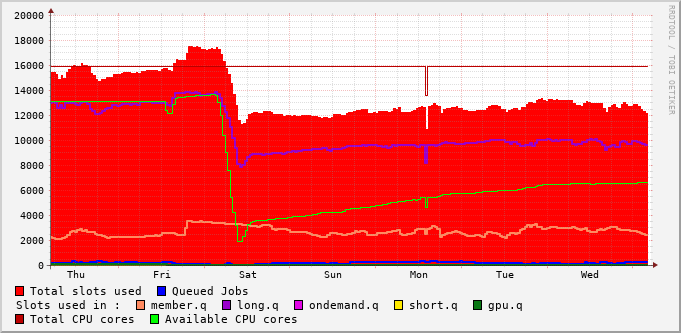 20000
18000
16000
14000
12000
10000
8000
6000
4000
2000
0
Thu Fri Sat Sun Mon Tue Wed
RRDTOOL / TOBI OETIKER
Total slots used Queued Jobs
Slots used in : member.q long.q ondemand.q short.q gpu.q
Total CPU cores Available CPU cores